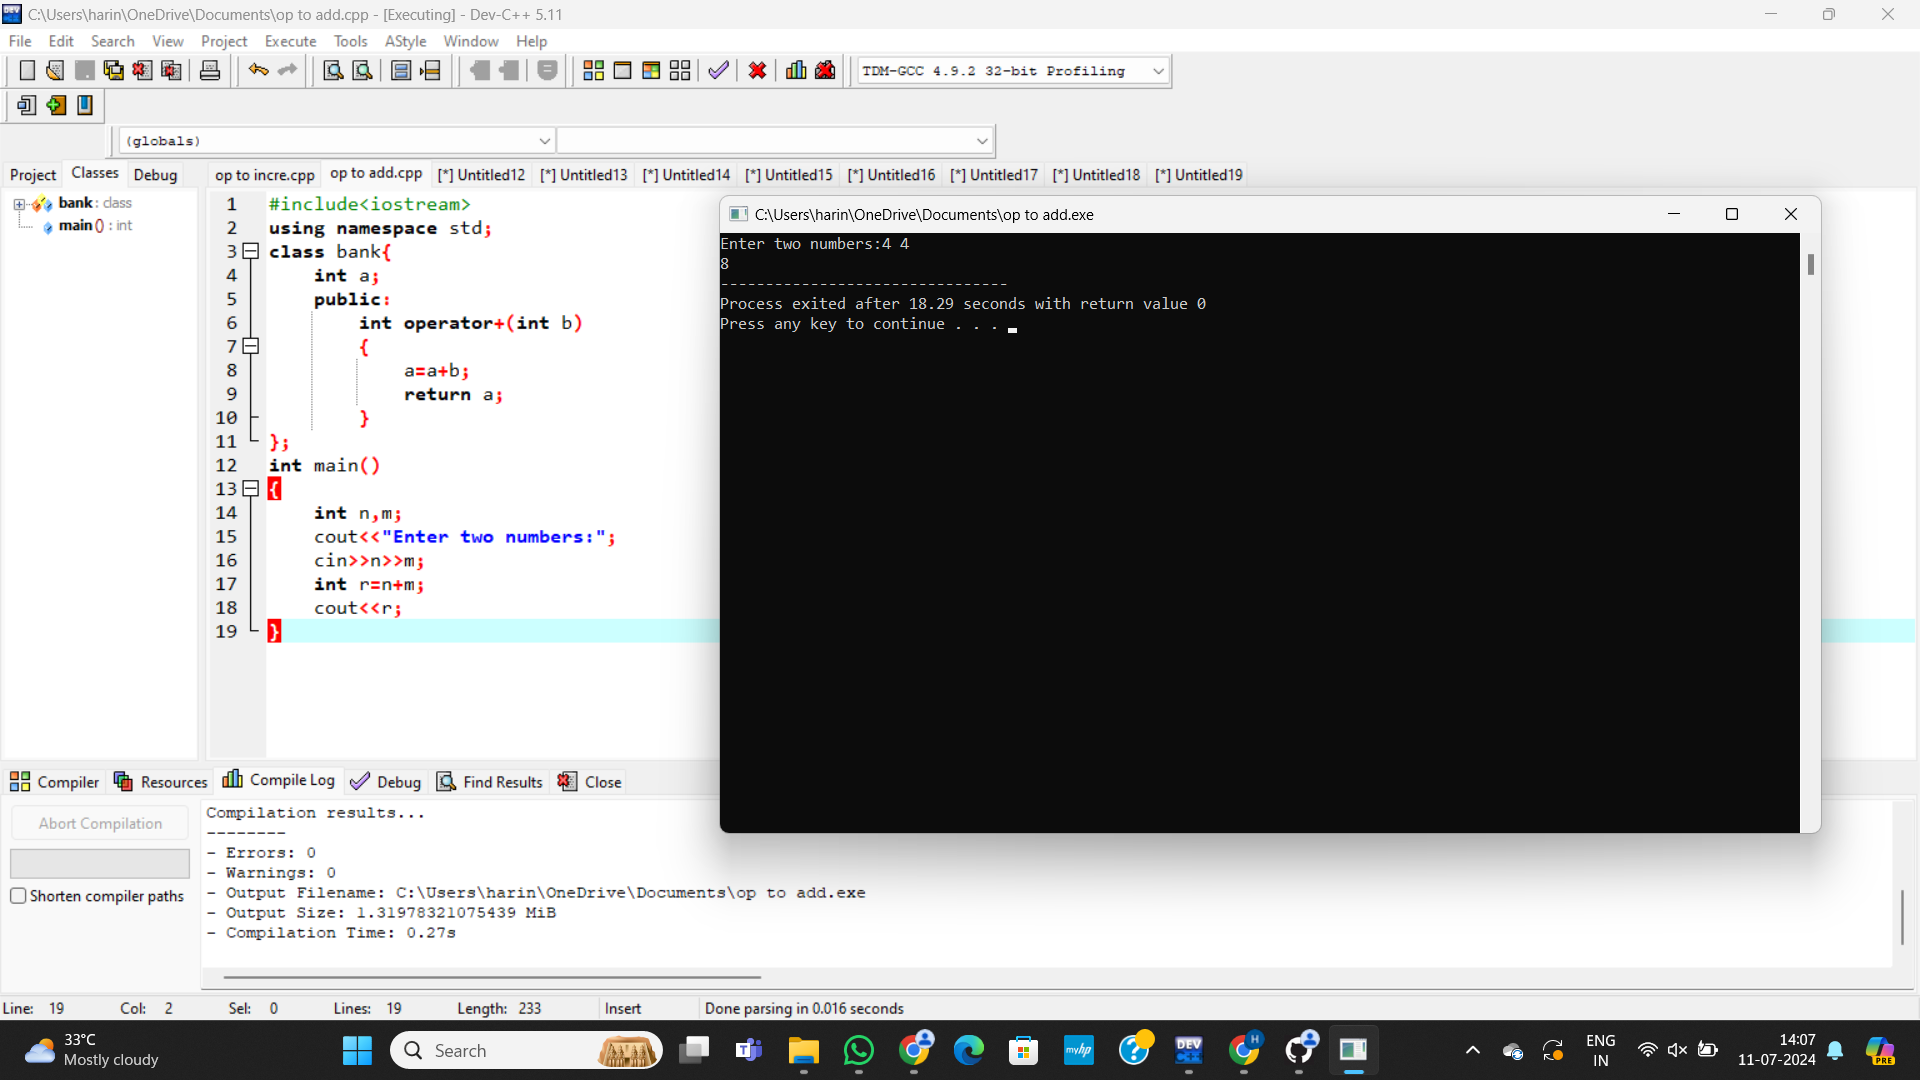 C:\Users\harin\OneDrive\Documents\op to add.cpp - [Executing] - Dev-C++ 5.11
File Edit Search View Project Execute Tools AStyle Window Help
TDM-GCC 4.9.2 32-bit Profiling
(globals)
Project Classes Debug
op to incre.cpp op to add.cpp [*] Untitled12 [*] Untitled13 [*] Untitled14 [*] Untitled15 [*] Untitled16 [*] Untitled17 [*] Untitled18 [*] Untitled19
bank : class
main () : int
1 #include<iostream>
2 using namespace std;
3 class bank{
4 int a;
5 public:
6 int operator+(int b)
7 {
8 a=a+b;
9 return a;
10 }
11 };
12 int main()
13 {
14 int n,m;
15 cout<<"Enter two numbers:";
16 cin>>n>>m;
17 int r=n+m;
18 cout<<r;
19 }
C:\Users\harin\OneDrive\Documents\op to add.exe
Enter two numbers:4 4
8
--------------------------------
Process exited after 18.29 seconds with return value 0
Press any key to continue . . .
Compiler Resources Compile Log Debug Find Results Close
Abort Compilation
Shorten compiler paths
Compilation results...
--------
- Errors: 0
- Warnings: 0
- Output Filename: C:\Users\harin\OneDrive\Documents\op to add.exe
- Output Size: 1.31978321075439 MiB
- Compilation Time: 0.27s
Line: 19 Col: 2 Sel: 0 Lines: 19 Length: 233 Insert Done parsing in 0.016 seconds
33°C
Mostly cloudy
Search
myhp
DEV
H
ENG
IN
14:07
11-07-2024
PRE